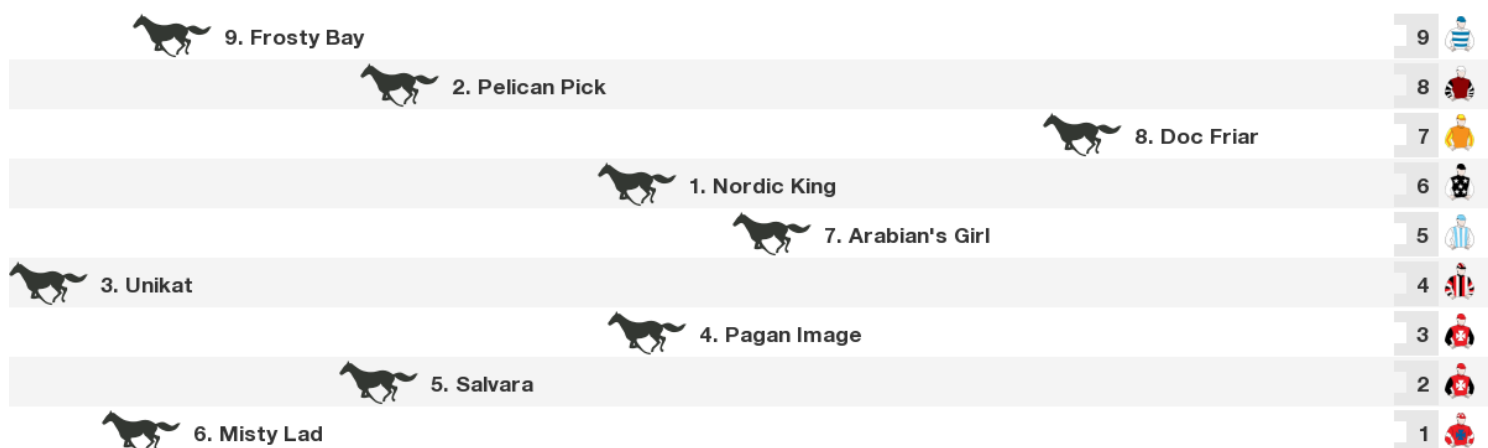 9. Frosty Bay 9
2. Pelican Pick 8
8. Doc Friar 7
1. Nordic King 6
7. Arabian's Girl 5
3. Unikat 4
4. Pagan Image 3
5. Salvara 2
6. Misty Lad 1